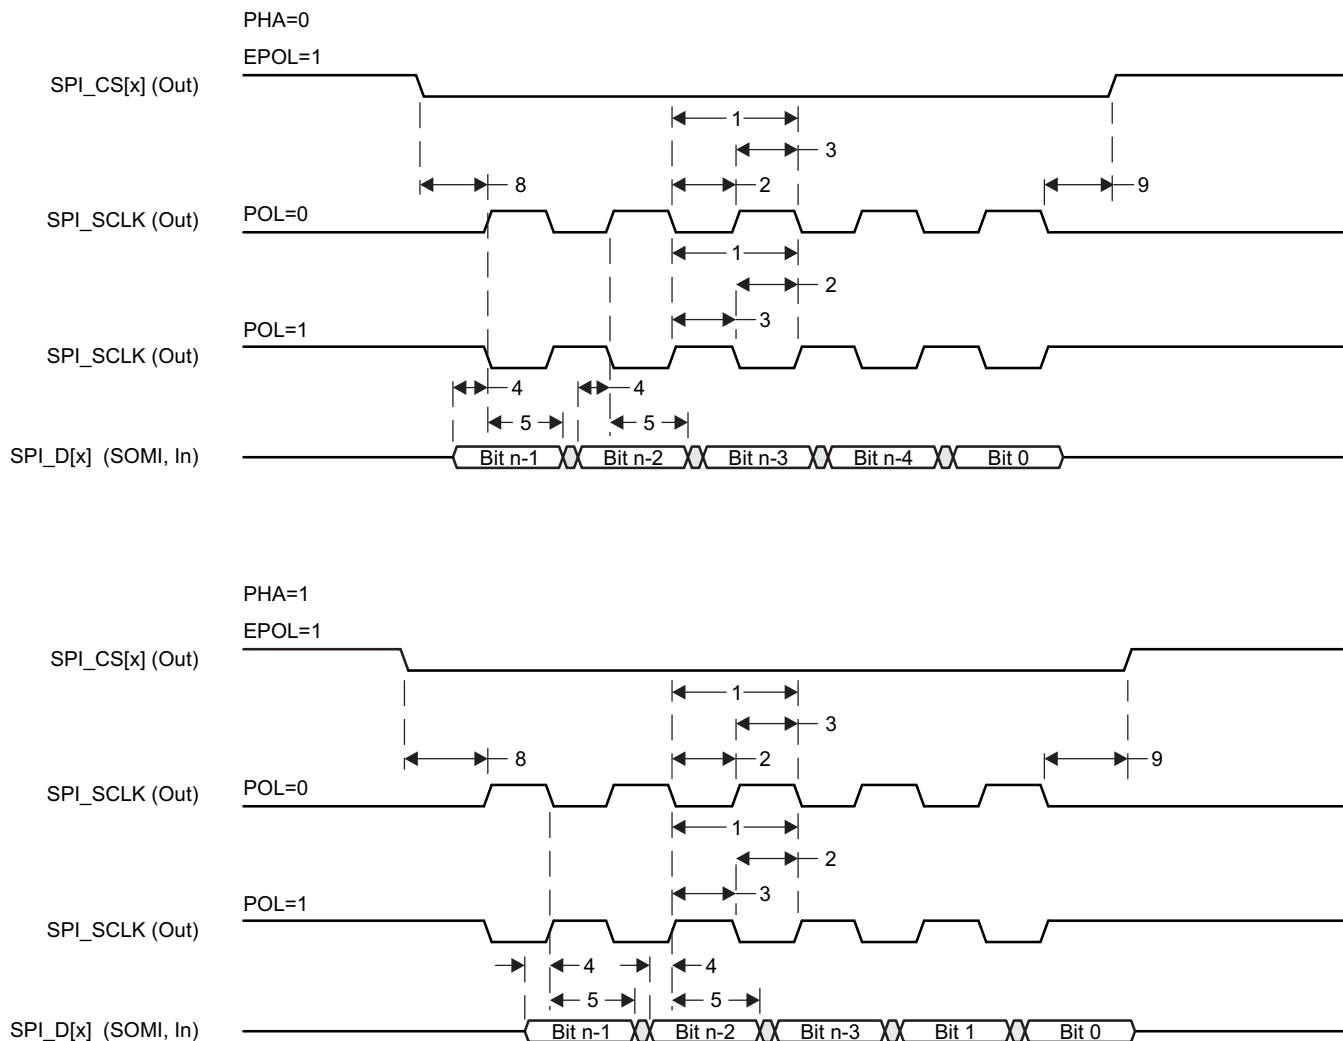 PHA=0
EPOL=1
SPI_CS[x] (Out)
1
3
8
2
9
SPI_SCLK (Out)
POL=0
1
2
3
POL=1
SPI_SCLK (Out)
4
4
5
5
SPI_D[x] (SOMI, In)
Bit n-1
Bit n-2
Bit n-3
Bit n-4
Bit 0
PHA=1
EPOL=1
SPI_CS[x] (Out)
1
3
8
2
9
SPI_SCLK (Out)
POL=0
1
2
3
POL=1
SPI_SCLK (Out)
4
4
5
5
SPI_D[x] (SOMI, In)
Bit n-1
Bit n-2
Bit n-3
Bit 1
Bit 0